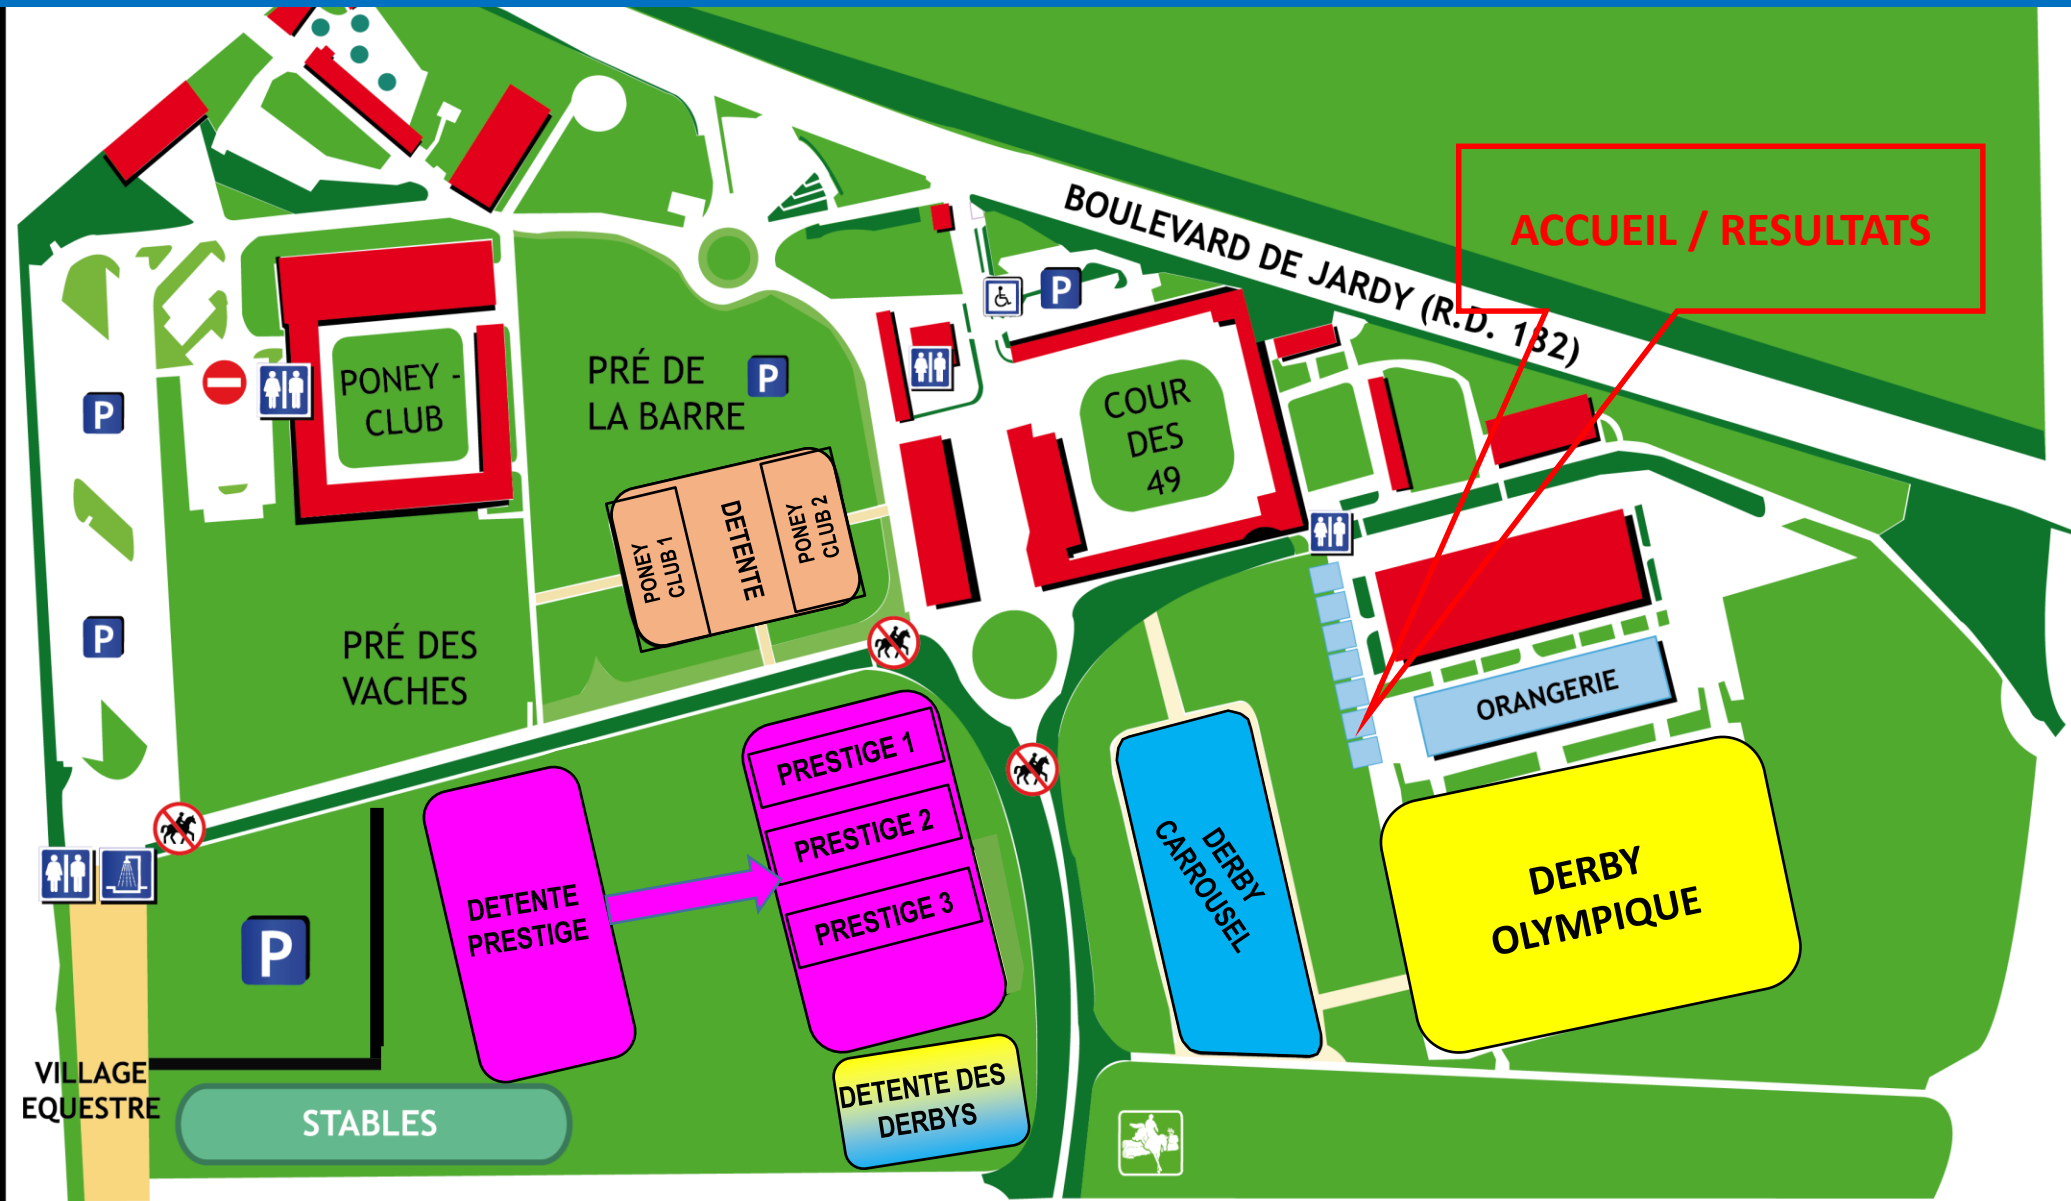 ACCUEIL / RESULTATS
BOULEVARD DE JARDY (R.D. 182)
P
PONEY -
CLUB
PRÉ DE
LA BARRE
P
COUR
DES
49
P
PONEY
CLUB 1
DETENTE
PONEY
CLUB 2
P
PRÉ DES
VACHES
ORANGERIE
PRESTIGE 1
PRESTIGE 2
PRESTIGE 3
DETENTE
PRESTIGE
DERBY
CARROUSEL
DERBY
OLYMPIQUE
P
VILLAGE
EQUESTRE
STABLES
DETENTE DES
DERBYS